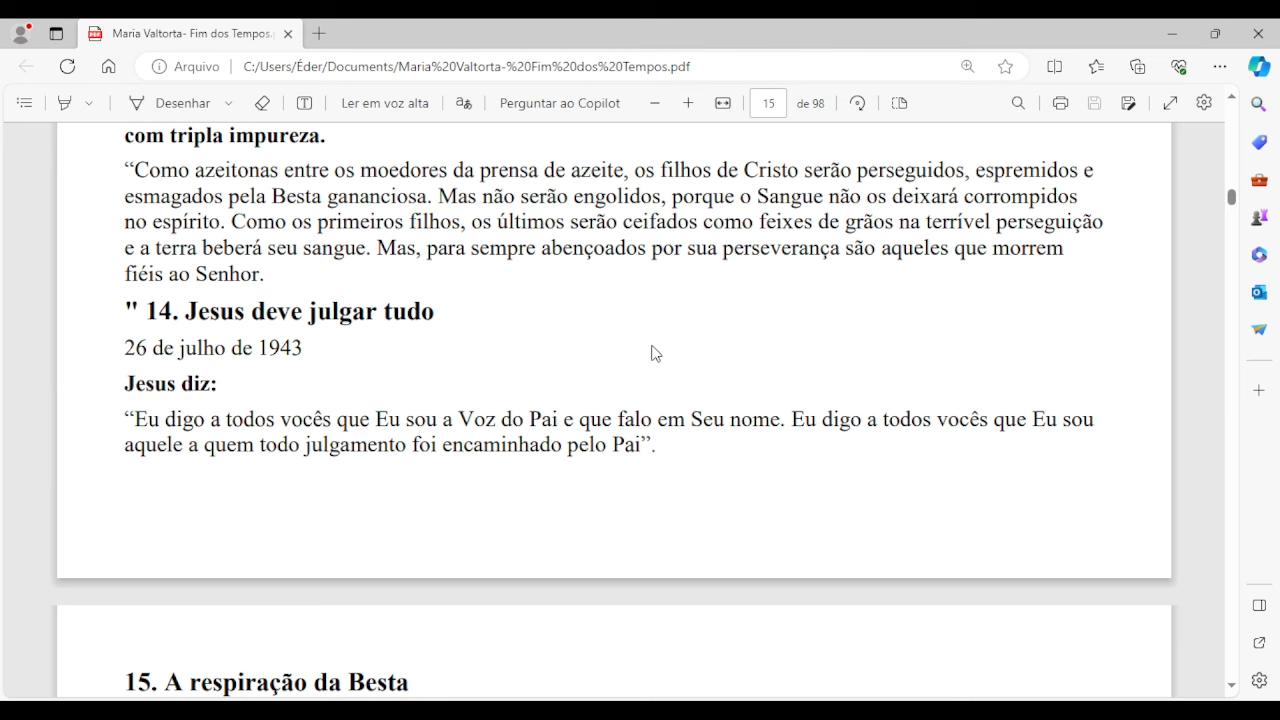 Maria Valtorta- Fim dos Tempos.
Arquivo
C:/Users/Éder/Documents/Maria%20Valtorta-%20Fim%20dos%20Tempos.pdf
Desenhar
Ler em voz alta
Perguntar ao Copilot
15
de 98
com tripla impureza.
“Como azeitonas entre os moedores da prensa de azeite, os filhos de Cristo serão perseguidos, espremidos e
esmagados pela Besta gananciosa. Mas não serão engolidos, porque o Sangue não os deixará corrompidos
no espírito. Como os primeiros filhos, os últimos serão ceifados como feixes de grãos na terrível perseguição
e a terra beberá seu sangue. Mas, para sempre abençoados por sua perseverança são aqueles que morrem
fiéis ao Senhor.
" 14. Jesus deve julgar tudo
26 de julho de 1943
Jesus diz:
“Eu digo a todos vocês que Eu sou a Voz do Pai e que falo em Seu nome. Eu digo a todos vocês que Eu sou
aquele a quem todo julgamento foi encaminhado pelo Pai”.
15. A respiração da Besta